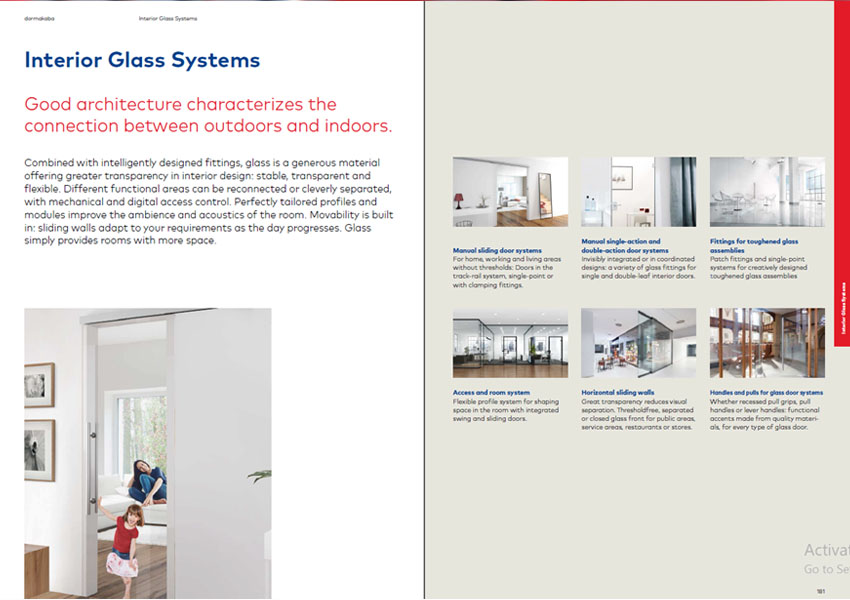 dormakaba
Interior Glass Systems
Interior Glass Systems
Good architecture characterizes the
connection between outdoors and indoors.
Combined with intelligently designed fittings, glass is a generous material
offering greater transparency in interior design: stable, transparent and
flexible. Different functional areas can be reconnected or cleverly separated,
with mechanical and digital access control. Perfectly tailored profiles and
modules improve the ambience and acoustics of the room. Movability is built
in: sliding walls adapt to your requirements as the day progresses. Glass
simply provides rooms with more space.
Manual sliding door systems
For home, working and living areas
without thresholds: Doors in the
track-rail system, single-point or
with clamping fittings.
Manual single-action and
double-action door systems
Invisibly integrated or in coordinated
designs: a variety of glass fittings for
single and double-leaf interior doors.
Fittings for toughened glass
assemblies
Patch fittings and single-point
systems for creatively designed
toughened glass assemblies
Access and room system
Flexible profile system for shaping
space in the room with integrated
swing and sliding doors.
Horizontal sliding walls
Great transparency reduces visual
separation. Thresholdfree, separated
or closed glass front for public areas,
service areas, restaurants or stores.
Handles and pulls for glass door systems
Whether recessed pull grips, pull
handles or lever handles: functional
accents made from quality materi-
als, for every type of glass door.
Interior Glass Systems
Activat
Go to Se
181